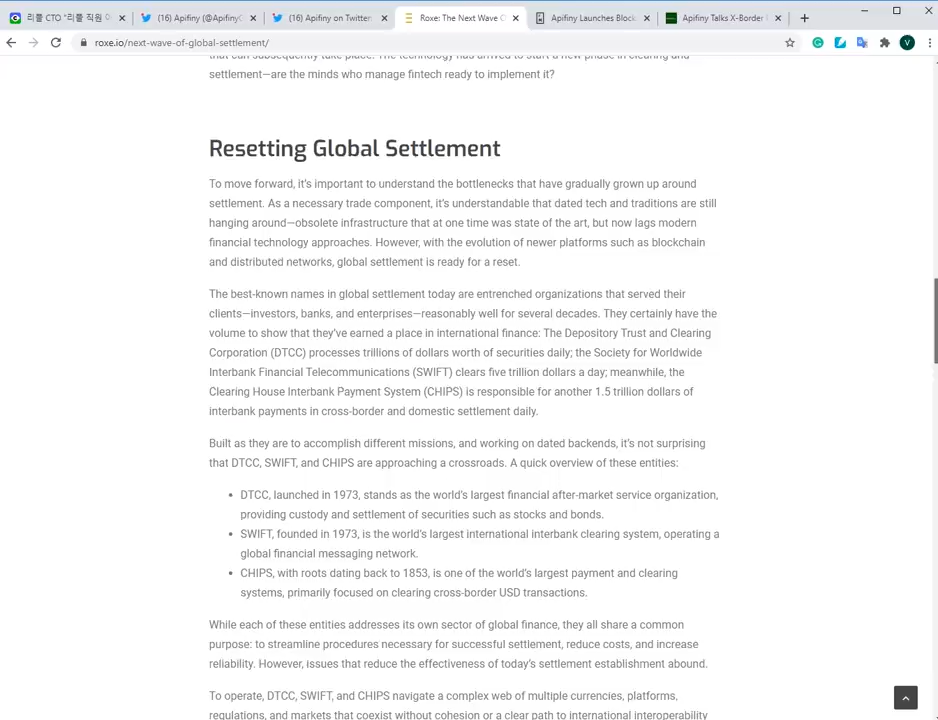 리플 CTO "리플 직원 이
(16) Apifiny (@Apifiny
(16) Apifiny on Twitter
Roxe: The Next Wave
Apifiny Launches Block
Apifiny Talks X-Border
roxe.io/next-wave-of-global-settlement/
V
that can subsequently take place. The technology has arrived to start a new phase in clearing and
settlement—are the minds who manage fintech ready to implement it?
Resetting Global Settlement
To move forward, it's important to understand the bottlenecks that have gradually grown up around
settlement. As a necessary trade component, it's understandable that dated tech and traditions are still
hanging around—obsolete infrastructure that at one time was state of the art, but now lags modern
financial technology approaches. However, with the evolution of newer platforms such as blockchain
and distributed networks, global settlement is ready for a reset.
The best-known names in global settlement today are entrenched organizations that served their
clients—investors, banks, and enterprises—reasonably well for several decades. They certainly have the
volume to show that they've earned a place in international finance: The Depository Trust and Clearing
Corporation (DTCC) processes trillions of dollars worth of securities daily; the Society for Worldwide
Interbank Financial Telecommunications (SWIFT) clears five trillion dollars a day; meanwhile, the
Clearing House Interbank Payment System (CHIPS) is responsible for another 1.5 trillion dollars of
interbank payments in cross-border and domestic settlement daily.
Built as they are to accomplish different missions, and working on dated backends, it's not surprising
that DTCC, SWIFT, and CHIPS are approaching a crossroads. A quick overview of these entities:
• DTCC, launched in 1973, stands as the world's largest financial after-market service organization,
providing custody and settlement of securities such as stocks and bonds.
• SWIFT, founded in 1973, is the world's largest international interbank clearing system, operating a
global financial messaging network.
• CHIPS, with roots dating back to 1853, is one of the world's largest payment and clearing
systems, primarily focused on clearing cross-border USD transactions.
While each of these entities addresses its own sector of global finance, they all share a common
purpose: to streamline procedures necessary for successful settlement, reduce costs, and increase
reliability. However, issues that reduce the effectiveness of today's settlement establishment abound.
To operate, DTCC, SWIFT, and CHIPS navigate a complex web of multiple currencies, platforms,
regulations, and markets that coexist without cohesion or a clear path to international interoperability